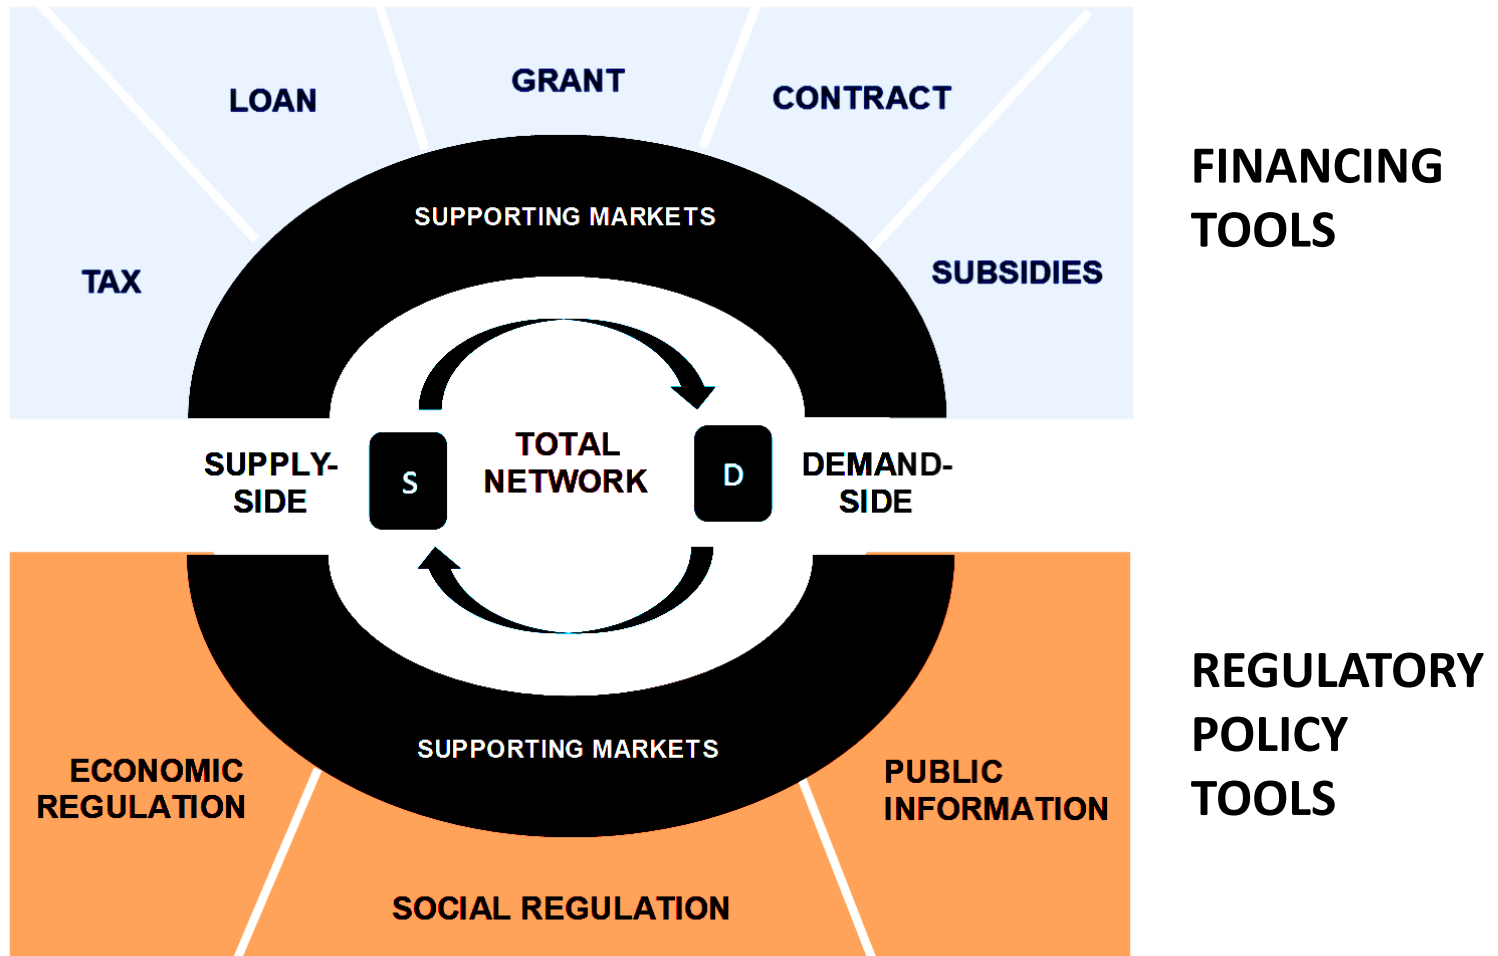 GRANT
LOAN
CONTRACT
FINANCING
TOOLS
SUPPORTING MARKETS
TAX
SUBSIDIES
SUPPLY-
SIDE
S
TOTAL
NETWORK
D
DEMAND-
SIDE
REGULATORY
POLICY
TOOLS
SUPPORTING MARKETS
ECONOMIC
REGULATION
PUBLIC
INFORMATION
SOCIAL REGULATION